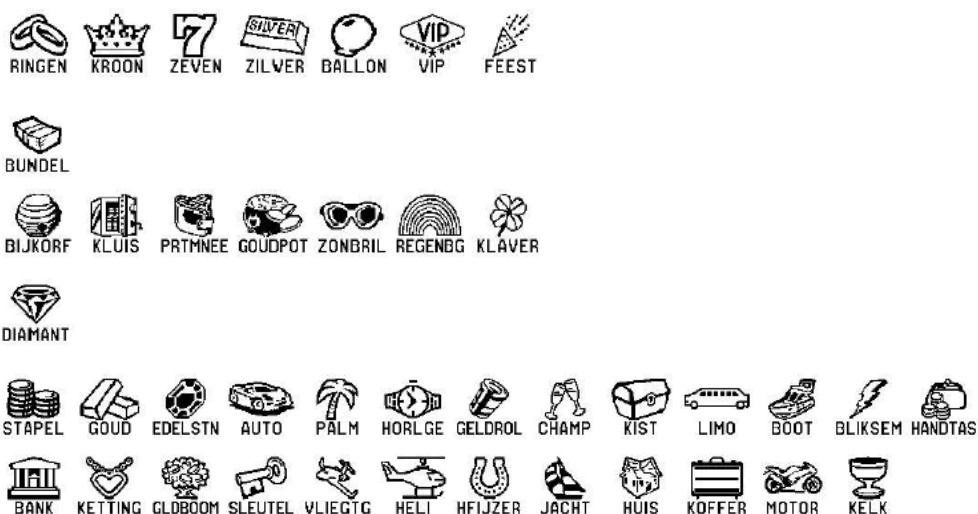 SILVER VIP
RINGEN KROON ZEVEN ZILVER BALLON VIP FEEST
BUNDEL
BIJKORF KLUIS PRTMNEE GOUDPOT ZONBRIL REGENBG KLAVER
DIAMANT
STAPEL GOUD EDELSTN AUTO PALM HORLGE GELDROL CHAMP KIST LIMO BOOT BLIKSEM HANDTAS
BANK KETTING GLDBOOM SLEUTEL VLIEGTG HELI HFIJZER JACHT HUIS KOFFER MOTOR KELK